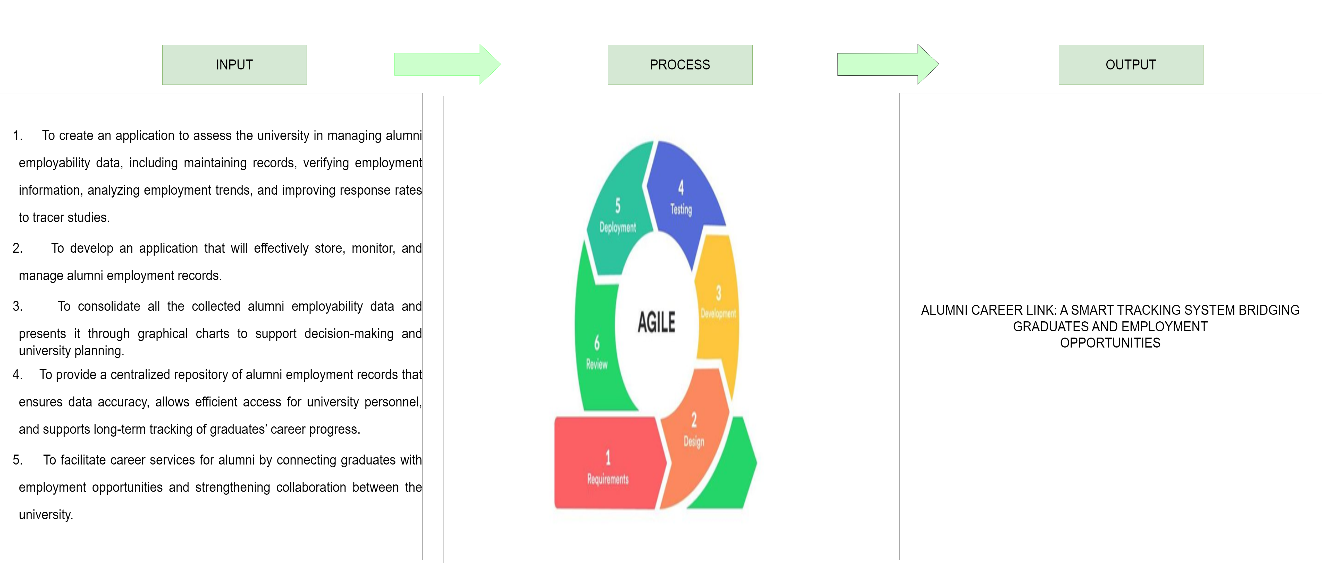 INPUT
PROCESS
OUTPUT
1. To create an application to assess the university in managing alumni
employability data, including maintaining records, verifying employment
information, analyzing employment trends, and improving response rates
to tracer studies.
2. To develop an application that will effectively store, monitor, and
manage alumni employment records.
3. To consolidate all the collected alumni employability data and
presents it through graphical charts to support decision-making and
university planning.
4. To provide a centralized repository of alumni employment records that
ensures data accuracy, allows efficient access for university personnel,
and supports long-term tracking of graduates' career progress.
5. To facilitate career services for alumni by connecting graduates with
employment opportunities and strengthening collaboration between the
university.
AGILE
1
Requirements
2
Design
3
Development
4
Testing
5
Deployment
6
Review
ALUMNI CAREER LINK: A SMART TRACKING SYSTEM BRIDGING
GRADUATES AND EMPLOYMENT
OPPORTUNITIES